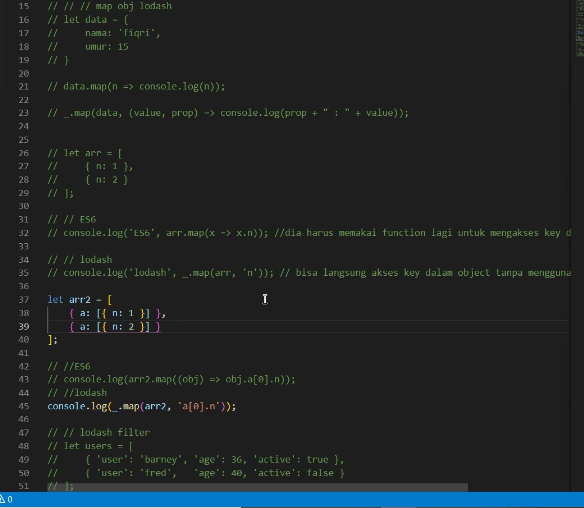 15 // // // map obj lodash
16 // let data = {
17 //     nama: 'fiqri',
18 //     umur: 15
19 // }
20
21 // data.map(n => console.log(n));
22
23 // _.map(data, (value, prop) => console.log(prop + " : " + value));
24
25
26 // let arr = [
27 //     { n: 1 },
28 //     { n: 2 }
29 // ];
30
31 // // ES6
32 // console.log('ES6', arr.map(x => x.n)); //dia harus memakai function lagi untuk mengakses key d
33
34 // // lodash
35 // console.log('lodash', _.map(arr, 'n')); // bisa langsung akses key dalam object tanpa mengguna
36
37 let arr2 = [
38     { a: [{ n: 1 }] },
39     { a: [{ n: 2 }] }
40 ];
41
42 // //ES6
43 // console.log(arr2.map((obj) => obj.a[0].n));
44 // //lodash
45 console.log(_.map(arr2, 'a[0].n'));
46
47 // // lodash filter
48 // let users = [
49 //     { 'user': 'barney', 'age': 36, 'active': true },
50 //     { 'user': 'fred',   'age': 40, 'active': false }
51 // ];
0